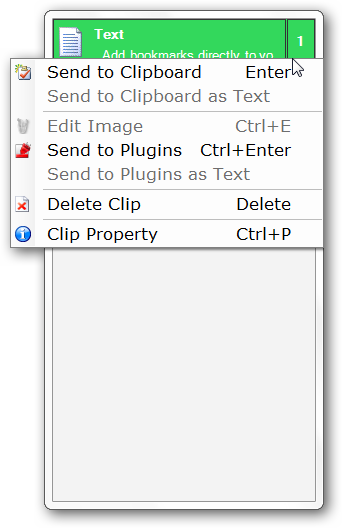 Text
1
Add bookmarks directly to yo
Send to Clipboard Enter
Send to Clipboard as Text
Edit Image Ctrl+E
Send to Plugins Ctrl+Enter
Send to Plugins as Text
Delete Clip Delete
Clip Property Ctrl+P